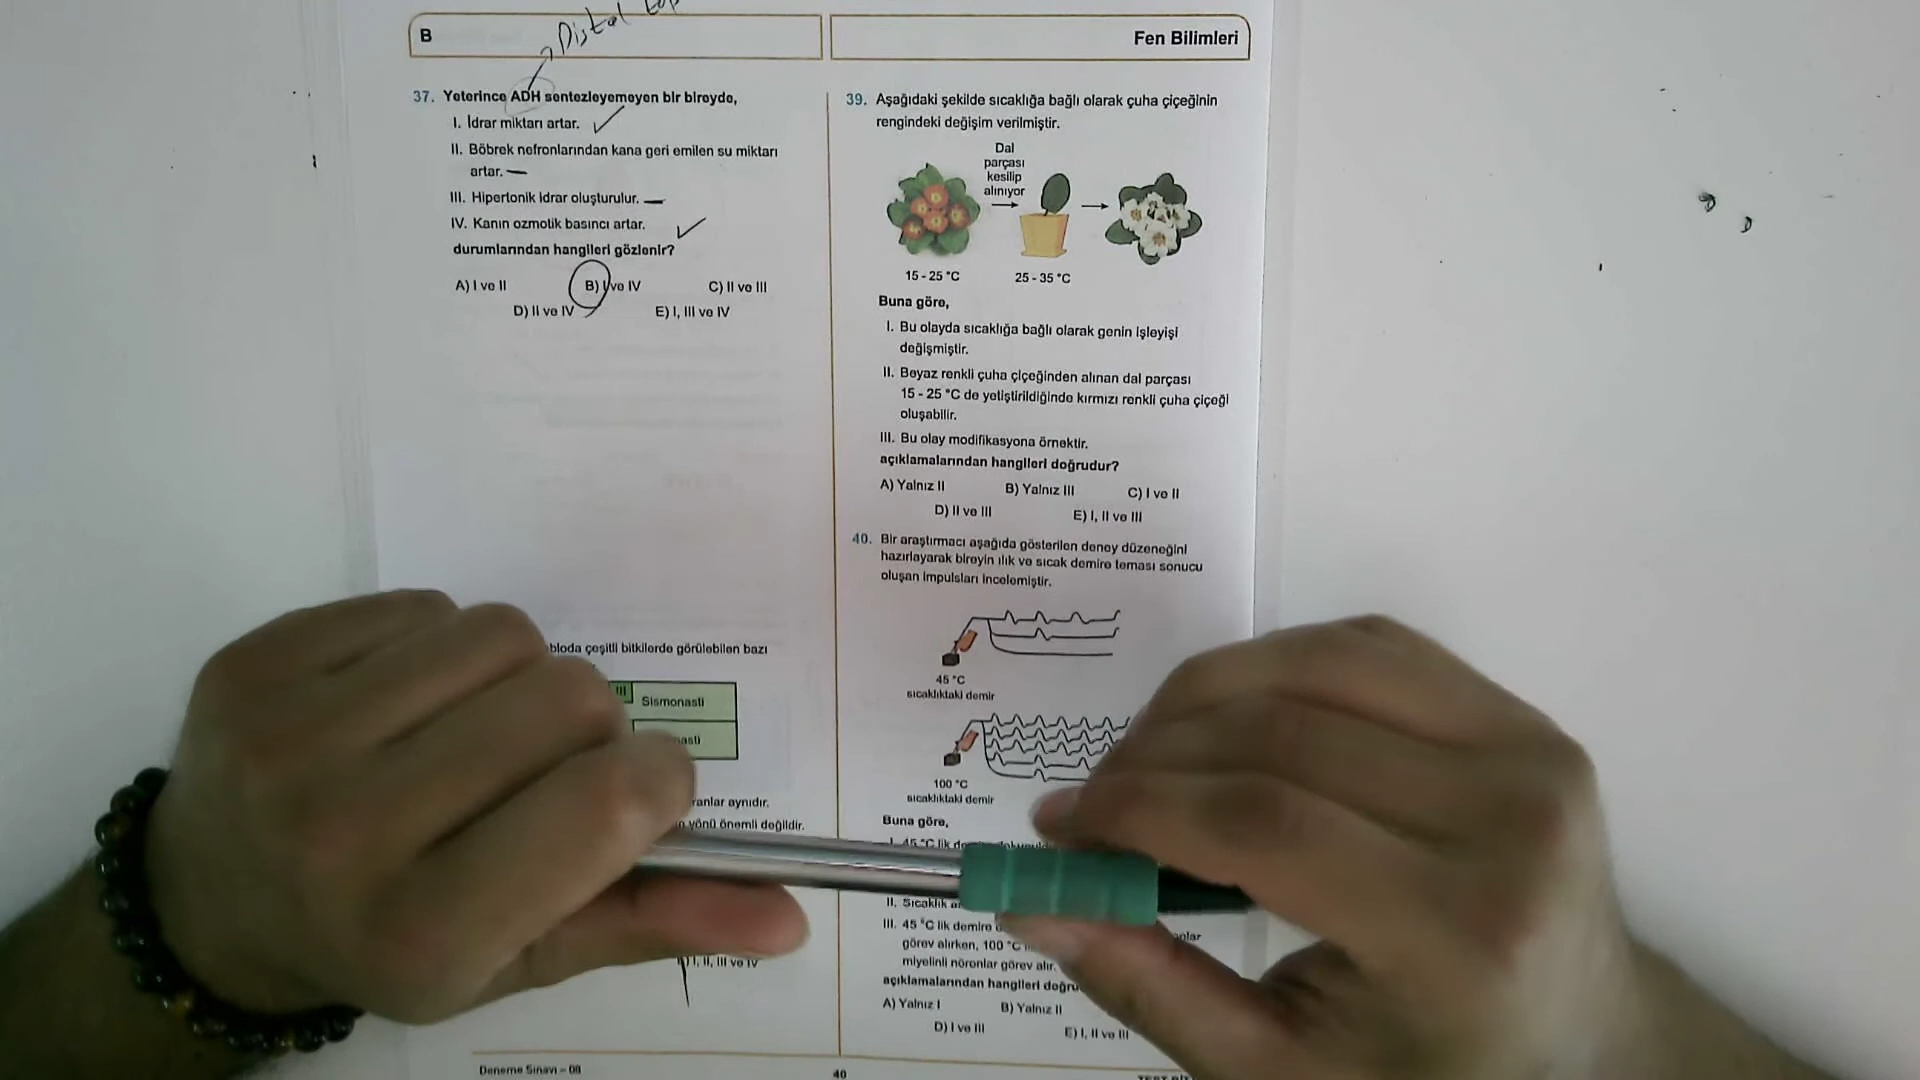 Distal
B
Fen Bilimleri
37. Yeterince ADH sentezleyemeyen bir bireyde,
I. İdrar miktarı artar.
II. Böbrek nefronlarından kana geri emilen su miktarı
artar.
III. Hipertonik idrar oluşturulur.
IV. Kanın ozmotik basıncı artar.
durumlarından hangileri gözlenir?
A) I ve II B) I ve IV C) II ve III
D) II ve IV E) I, III ve IV
bloda çeşitli bitkilerde görülebilen bazı
III Sismonasti
nasti
ranlar aynıdır.
n yönü önemli değildir.
I, II, III ve IV
39. Aşağıdaki şekilde sıcaklığa bağlı olarak çuha çiçeğinin
rengindeki değişim verilmiştir.
Dal
parçası
kesilip
alınıyor
15 - 25 °C 25 - 35 °C
Buna göre,
I. Bu olayda sıcaklığa bağlı olarak genin işleyişi
değişmiştir.
II. Beyaz renkli çuha çiçeğinden alınan dal parçası
15 - 25 °C de yetiştirildiğinde kırmızı renkli çuha çiçeği
oluşabilir.
III. Bu olay modifikasyona örnektir.
açıklamalarından hangileri doğrudur?
A) Yalnız II B) Yalnız III C) I ve II
D) II ve III E) I, II ve III
40. Bir araştırmacı aşağıda gösterilen deney düzeneğini
hazırlayarak bireyin ılık ve sıcak demire teması sonucu
oluşan impulsları incelemiştir.
45 °C
sıcaklıktaki demir
100 °C
sıcaklıktaki demir
Buna göre,
I. 45 °C lik
II. Sıcaklık
III. 45 °C lik demire
görev alırken, 100 °C
miyelinli nöronlar görev alır.
açıklamalarından hangileri
A) Yalnız I B) Yalnız II
D) I ve III E) I, II ve III
Deneme Sınavı - 08
40